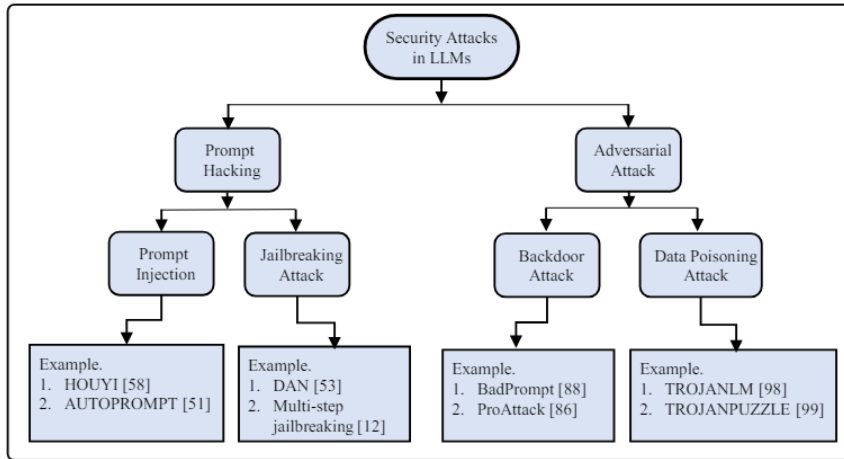 Security Attacks
in LLMs
Prompt
Hacking
Adversarial
Attack
Prompt
Injection
Jailbreaking
Attack
Backdoor
Attack
Data Poisoning
Attack
Example.
1. HOUYI [58]
2. AUTOPROMPT [51]
Example.
1. DAN [53]
2. Multi-step
jailbreaking [12]
Example.
1. BadPrompt [88]
2. ProAttack [86]
Example.
1. TROJANLM [98]
2. TROJANPUZZLE [99]